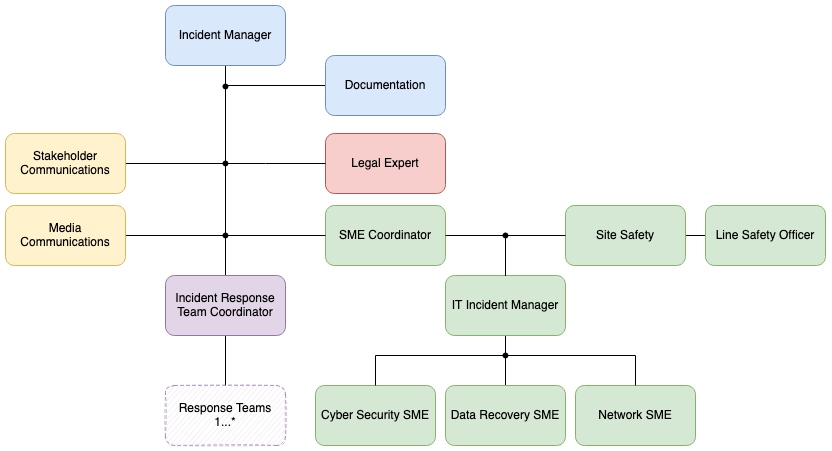 Incident Manager
Documentation
Stakeholder
Communications
Legal Expert
Media
Communications
SME Coordinator
Site Safety
Line Safety Officer
Incident Response
Team Coordinator
IT Incident Manager
Response Teams
1...*
Cyber Security SME
Data Recovery SME
Network SME